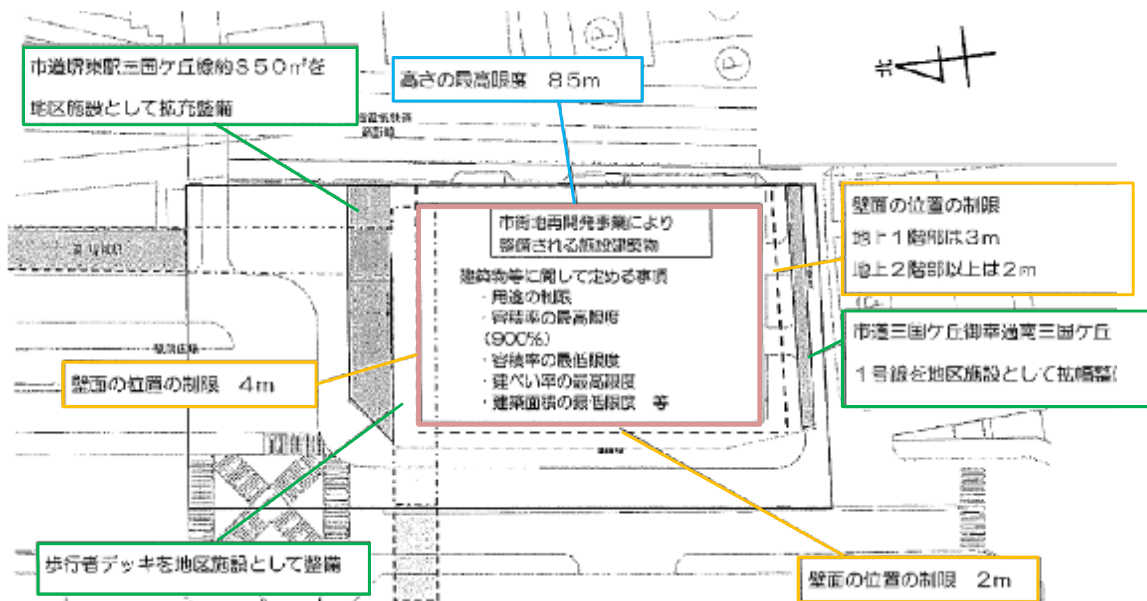 市道堺東駅三国ケ丘線約850㎡を
地区施設として拡充整備
高さの最高限度 85m
北
高野線
壁面の位置の制限
地上1階部は3m
地上2階部以上は2m
市街地再開発事業により
整備される施設建築物
建築物等に関して定める事項
・用途の制限
・容積率の最高限度
(900%)
・容積率の最低限度
・建ぺい率の最高限度
・建築面積の最低限度 等
市道三国ケ丘御幸通南三国ケ丘
1号線を地区施設として拡幅整
駅前広場
壁面の位置の制限 4m
歩行者デッキを地区施設として整備
壁面の位置の制限 2m